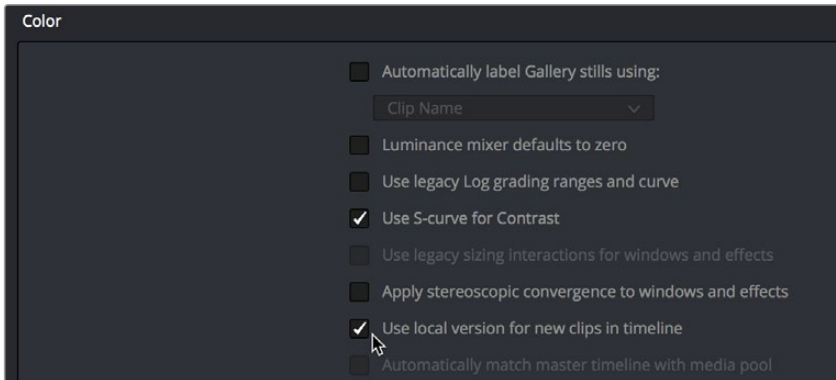 Color
Automatically label Gallery stills using:
Clip Name
Luminance mixer defaults to zero
Use legacy Log grading ranges and curve
Use S-curve for Contrast
Use legacy sizing interactions for windows and effects
Apply stereoscopic convergence to windows and effects
Use local version for new clips in timeline
Automatically match master timeline with media pool